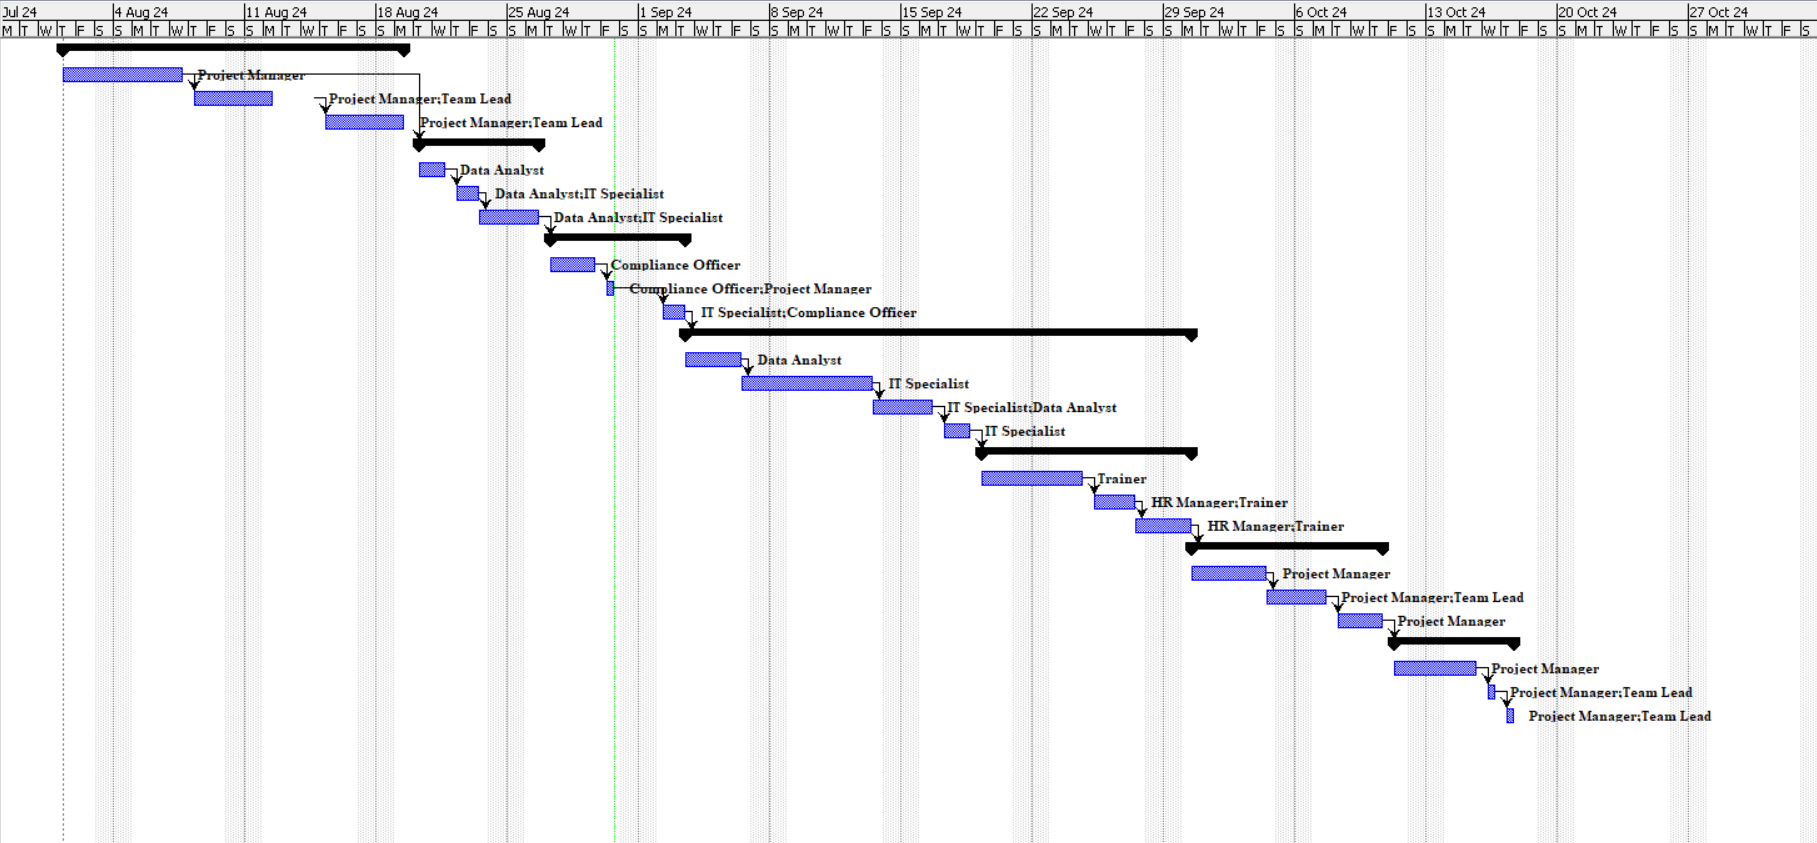 Jul 24 4 Aug 24 11 Aug 24 18 Aug 24 25 Aug 24 1 Sep 24 8 Sep 24 15 Sep 24 22 Sep 24 29 Sep 24 6 Oct 24 13 Oct 24 20 Oct 24 27 Oct 24
M T W T F S S M T W T F S S M T W T F S S M T W T F S S M T W T F S S M T W T F S S M T W T F S S M T W T F S S M T W T F S S M T W T F S S M T W T F S S M T W T F S S M T W T F S S M T W T F S
Project Manager
Project Manager;Team Lead
Project Manager;Team Lead
Data Analyst
Data Analyst;IT Specialist
Data Analyst;IT Specialist
Compliance Officer
Compliance Officer;Project Manager
IT Specialist;Compliance Officer
Data Analyst
IT Specialist
IT Specialist;Data Analyst
IT Specialist
Trainer
HR Manager;Trainer
HR Manager;Trainer
Project Manager
Project Manager;Team Lead
Project Manager
Project Manager
Project Manager;Team Lead
Project Manager;Team Lead